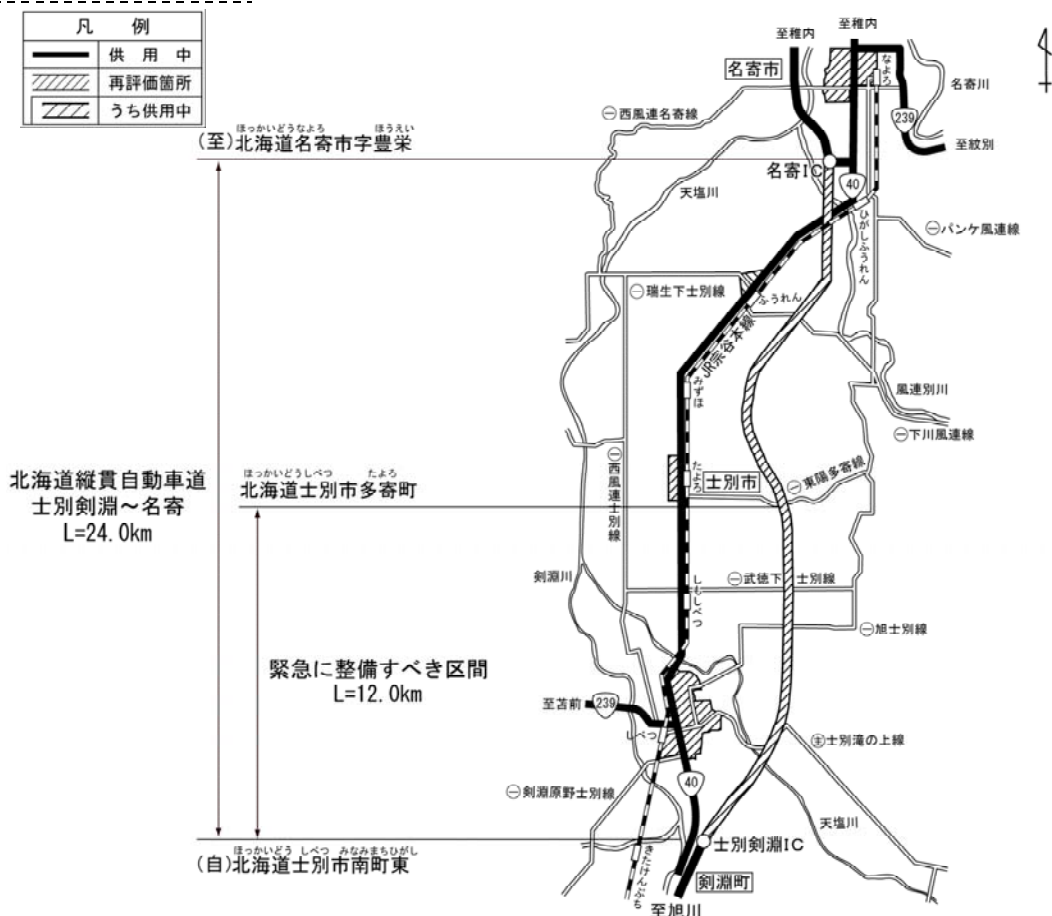 凡 例
供 用 中
再評価箇所
うち供用中
至稚内
至稚内
名寄市
なよろ
名寄川
㊀西風連名寄線
239
至紋別
ほっかいどうなよろ ほうえい
(至)北海道名寄市字豊栄
名寄IC
40
天塩川
ひがしふうれん
㊀パンケ風連線
㊀瑞生下士別線
ふうれん
JR宗谷本線
みずほ
風連別川
㊀下川風連線
北海道縦貫自動車道
士別剣淵～名寄
L=24.0km
ほっかいどうしべつ たよろ
北海道士別市多寄町
㊀西風連士別線
たよろ
士別市
㊀東陽多寄線
剣淵川
しもしべつ
㊀武徳下士別線
㊀旭士別線
緊急に整備すべき区間
L=12.0km
至苫前
239
しべつ
㊤士別滝の上線
40
㊀剣淵原野士別線
天塩川
ほっかいどう しべつ みなみまちひがし
(自)北海道士別市南町東
士別剣淵IC
きたけんぶち
剣淵町
至旭川